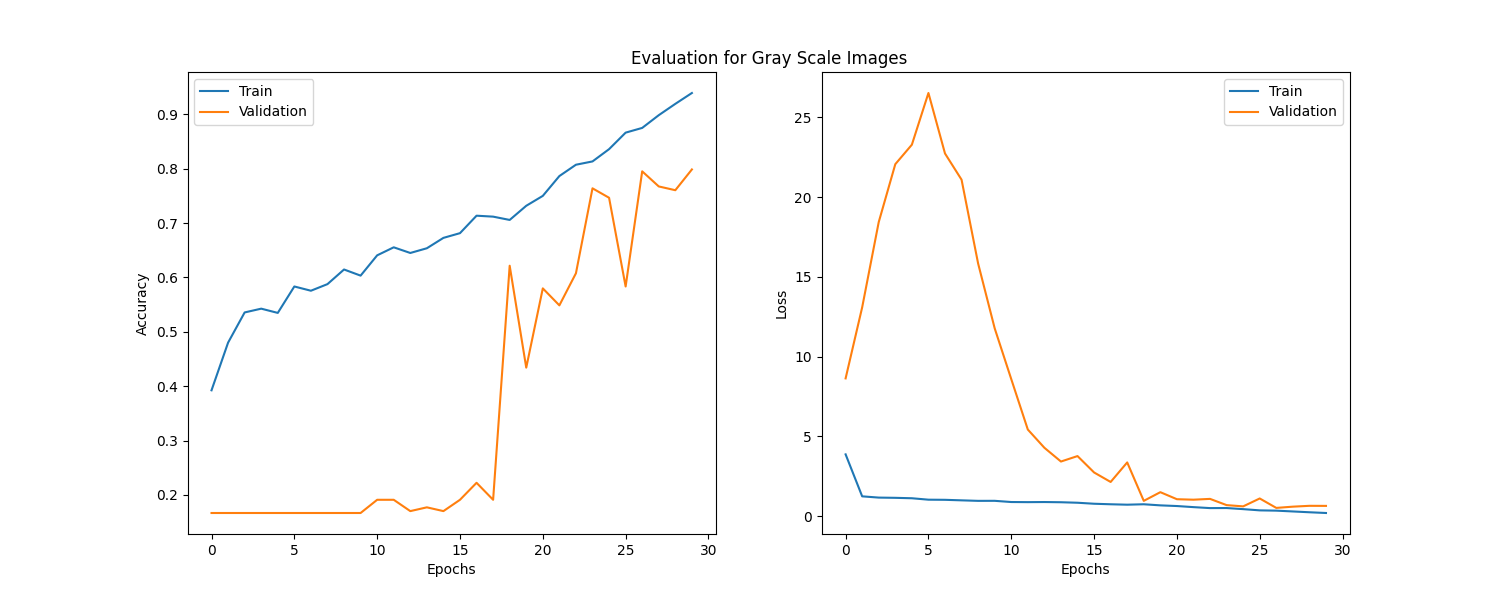 Evaluation for Gray Scale Images
Train
Validation
Accuracy
0.9
0.8
0.7
0.6
0.5
0.4
0.3
0.2
0 5 10 15 20 25 30
Epochs
Train
Validation
Loss
25
20
15
10
5
0
0 5 10 15 20 25 30
Epochs